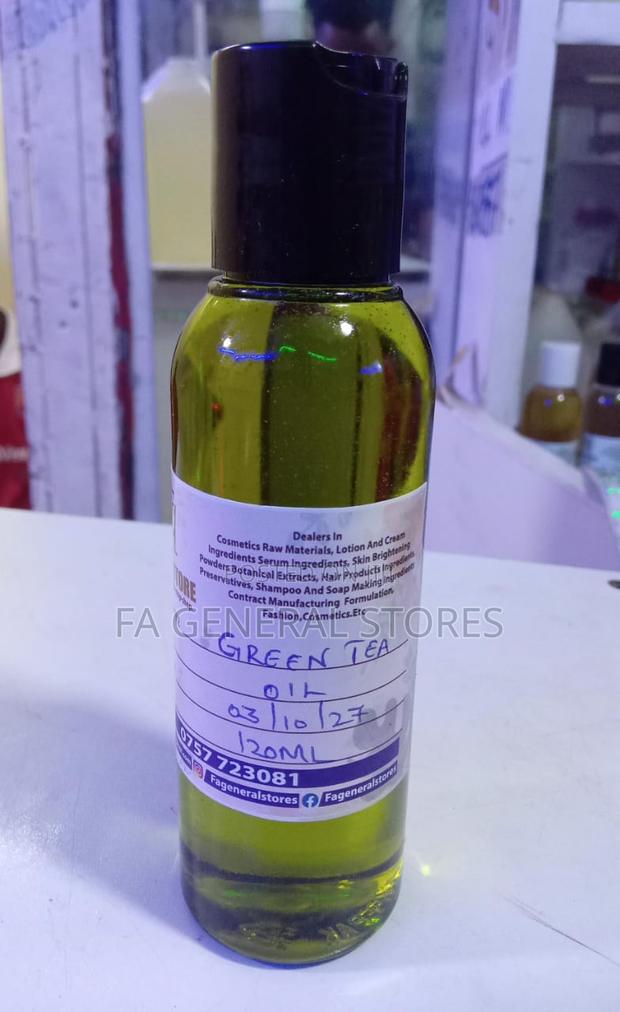 Dealers In
Cosmetics Raw Materials, Lotion And Cream
Ingredients Serum Ingredients, Skin Brightening
Powders Botanical Extracts, Hair Products Ingredients,
Preservatives, Shampoo And Soap Making Ingredients
Contract Manufacturing Formulation,
Fashion,Cosmetics.Etc
FA GENERAL STORES
GREEN TEA
OIL
03/10/27
120ML
0757 723081
Fageneralstores Fageneralstores